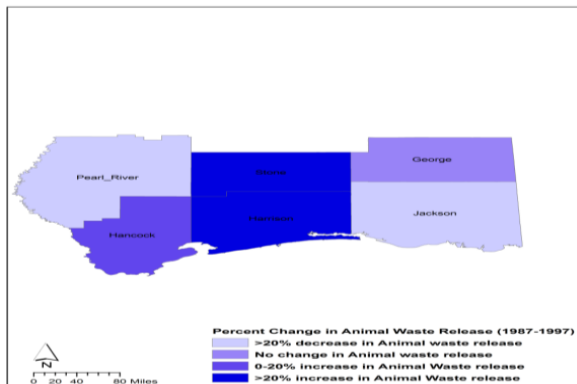 George
Stone
Pearl_River
Harrison
Jackson
Hancock
Percent Change in Animal Waste Release (1987-1997)
>20% decrease in Animal waste release
No change in Animal waste release
0-20% increase in Animal Waste release
>20% increase in Animal Waste release
N
0 20 40 80 Miles